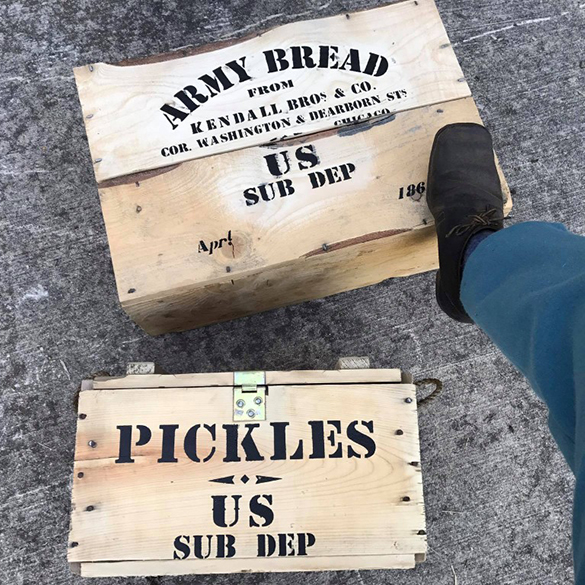 ARMY BREAD
FROM
KENDALL BROS & CO.
COR. WASHINGTON & DEARBORN STS
CHICAGO
US
SUB DEP
186
Aprl
PICKLES
US
SUB DEP